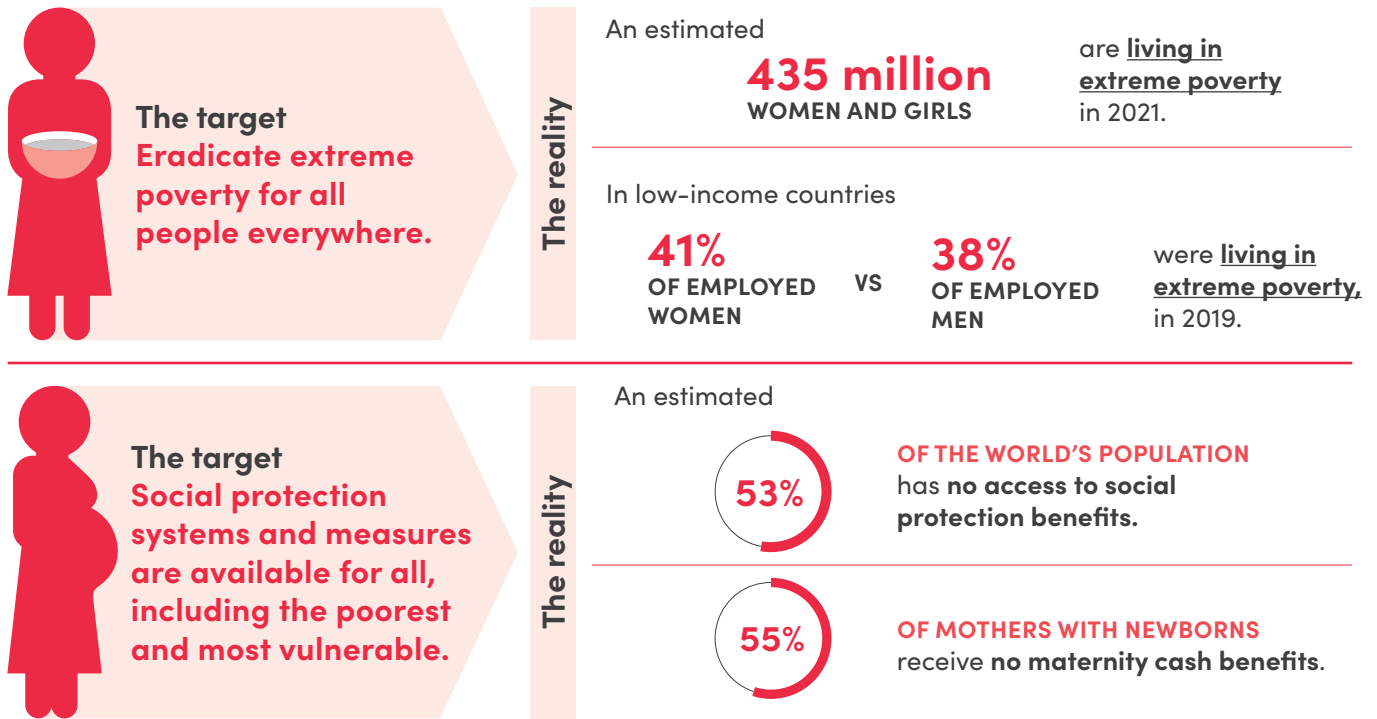 The target
Eradicate extreme
poverty for all
people everywhere.
The reality
An estimated
435 million
WOMEN AND GIRLS
are living in
extreme poverty
in 2021.
In low-income countries
41%
OF EMPLOYED
WOMEN
VS
38%
OF EMPLOYED
MEN
were living in
extreme poverty,
in 2019.
The target
Social protection
systems and measures
are available for all,
including the poorest
and most vulnerable.
The reality
An estimated
53%
OF THE WORLD'S POPULATION
has no access to social
protection benefits.
55%
OF MOTHERS WITH NEWBORNS
receive no maternity cash benefits.